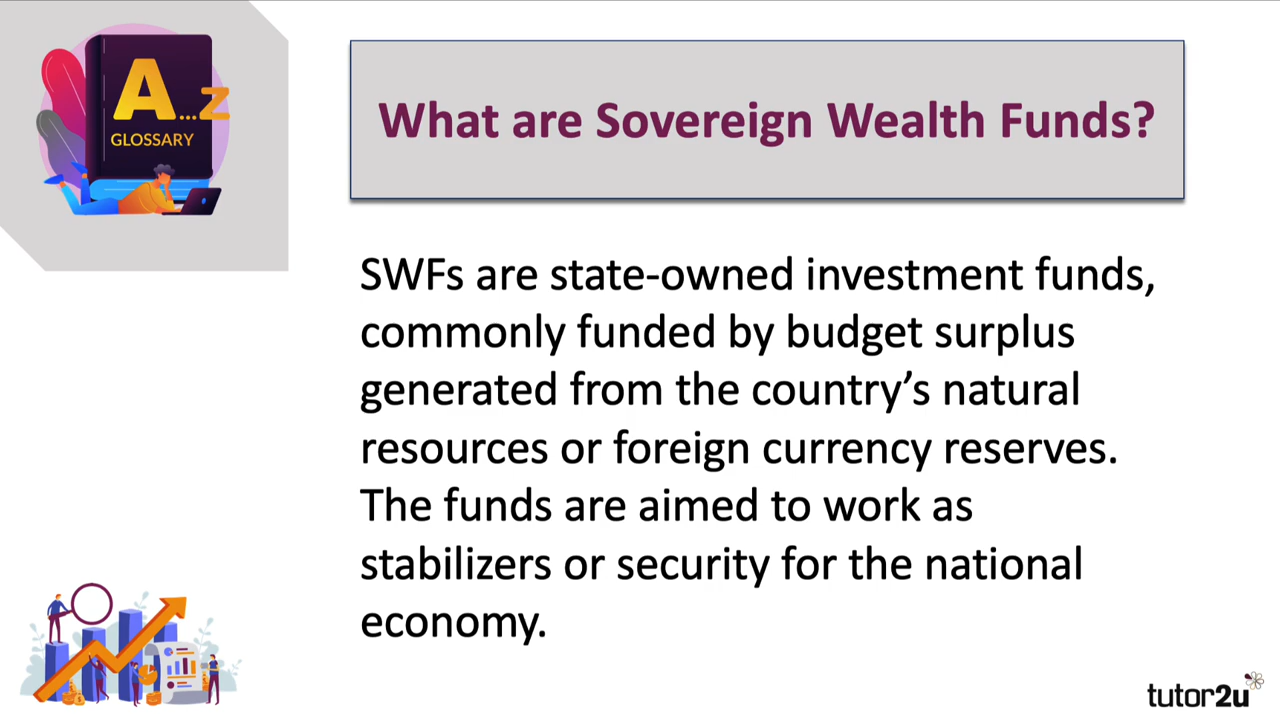 A...Z
GLOSSARY
What are Sovereign Wealth Funds?
SWFs are state-owned investment funds,
commonly funded by budget surplus
generated from the country’s natural
resources or foreign currency reserves.
The funds are aimed to work as
stabilizers or security for the national
economy.
tutor2u